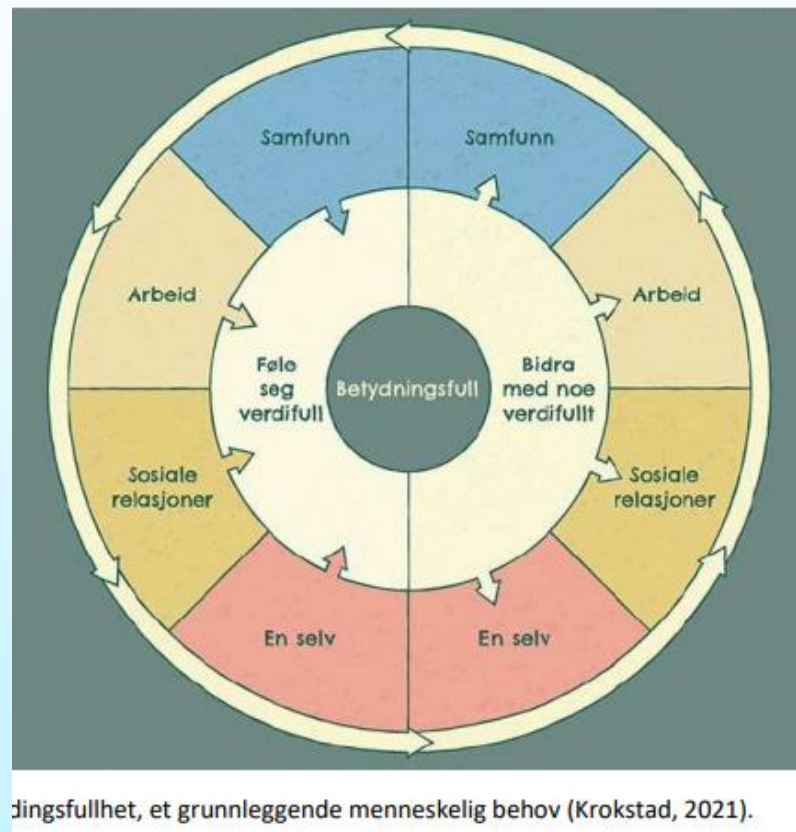 Samfunn
Samfunn
Arbeid
Arbeid
Føle
seg
verdifull
Betydningsfull
Bidra
med noe
verdifullt
Sosiale
relasjoner
Sosiale
relasjoner
En selv
En selv
dingsfullhet, et grunnleggende menneskelig behov (Krokstad, 2021).